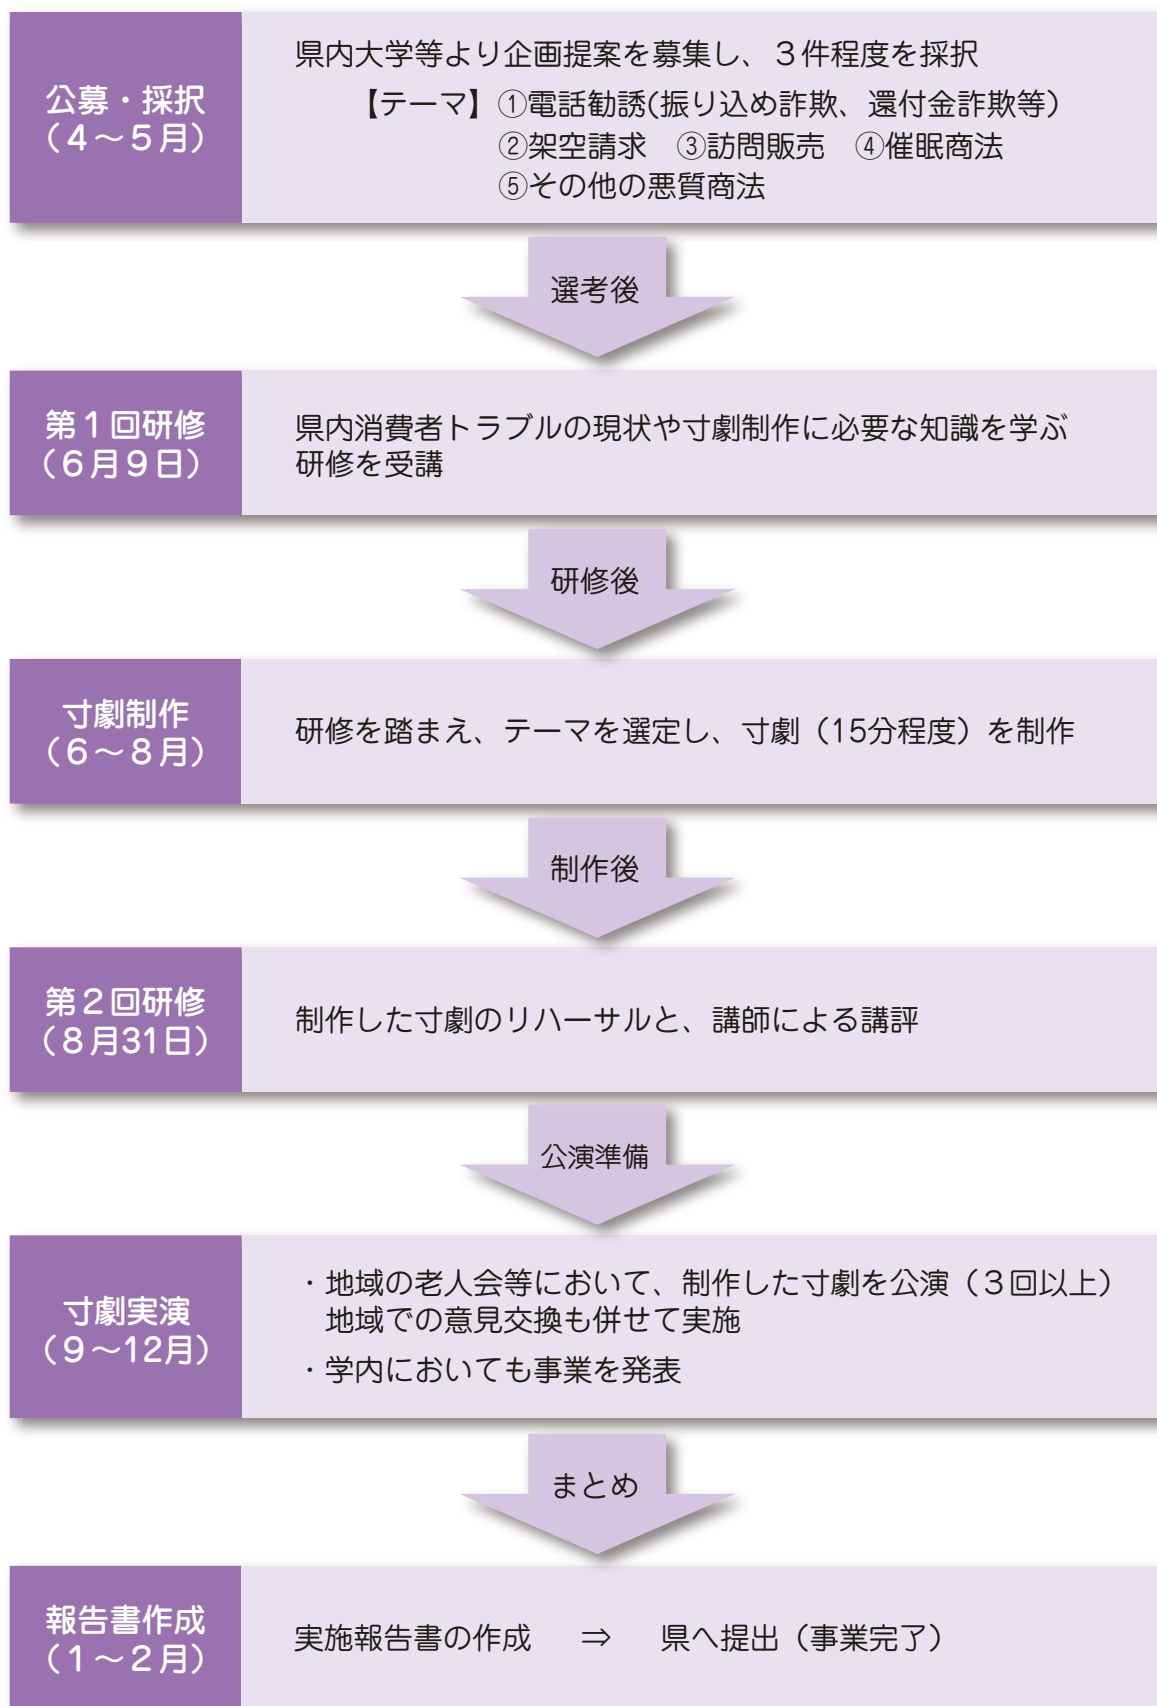 公募・採択
（４～５月）
県内大学等より企画提案を募集し、３件程度を採択
【テーマ】①電話勧誘(振り込め詐欺、還付金詐欺等）
②架空請求　③訪問販売　④催眠商法
⑤その他の悪質商法
選考後
第１回研修
（６月９日）
県内消費者トラブルの現状や寸劇制作に必要な知識を学ぶ
研修を受講
研修後
寸劇制作
（６～８月）
研修を踏まえ、テーマを選定し、寸劇（15分程度）を制作
制作後
第２回研修
（８月31日）
制作した寸劇のリハーサルと、講師による講評
公演準備
寸劇実演
（９～12月）
・地域の老人会等において、制作した寸劇を公演（３回以上）
地域での意見交換も併せて実施
・学内においても事業を発表
まとめ
報告書作成
（１～２月）
実施報告書の作成　⇒　県へ提出（事業完了）